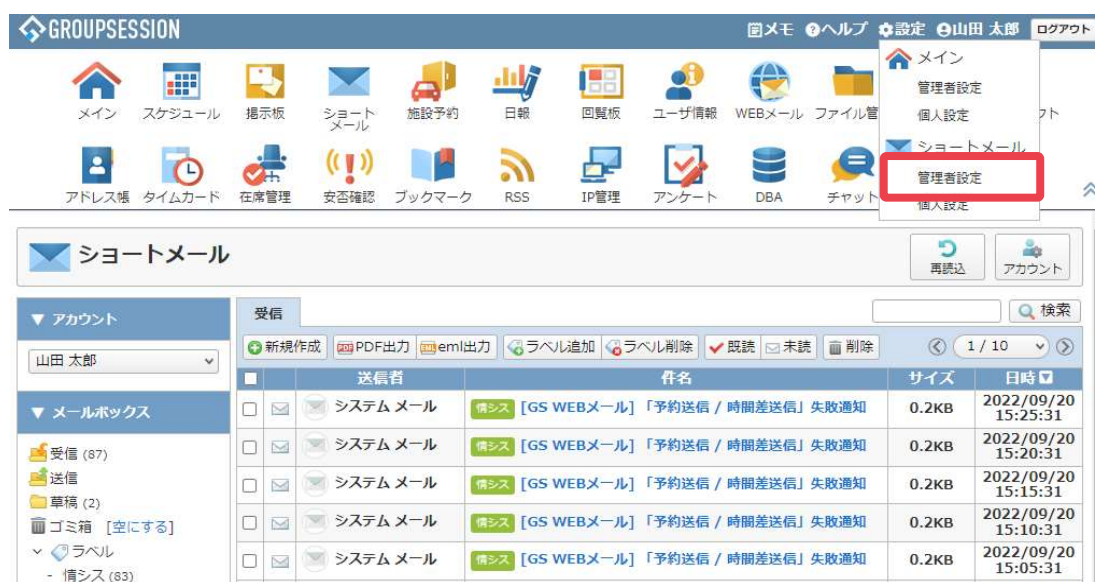 GROUPSESSION
メモ ヘルプ 設定 山田 太郎 ログアウト
メイン
管理者設定
個人設定
ショートメール
管理者設定
個人設定
メイン スケジュール 掲示板 ショートメール 施設予約 日報 回覧板 ユーザ情報 WEBメール ファイル管
アドレス帳 タイムカード 在席管理 安否確認 ブックマーク RSS IP管理 アンケート DBA チャット
ショートメール
再読込 アカウント
▼ アカウント
山田 太郎
▼ メールボックス
受信 (87)
送信
草稿 (2)
ゴミ箱 [空にする]
ラベル
- 情シス (83)
受信 検索
新規作成 PDF出力 eml出力 ラベル追加 ラベル削除 既読 未読 削除 1 / 10
送信者 件名 サイズ 日時
システム メール 情シス [GS WEBメール] 「予約送信 / 時間差送信」失敗通知 0.2KB 2022/09/20
15:25:31
システム メール 情シス [GS WEBメール] 「予約送信 / 時間差送信」失敗通知 0.2KB 2022/09/20
15:20:31
システム メール 情シス [GS WEBメール] 「予約送信 / 時間差送信」失敗通知 0.2KB 2022/09/20
15:15:31
システム メール 情シス [GS WEBメール] 「予約送信 / 時間差送信」失敗通知 0.2KB 2022/09/20
15:10:31
システム メール 情シス [GS WEBメール] 「予約送信 / 時間差送信」失敗通知 0.2KB 2022/09/20
15:05:31